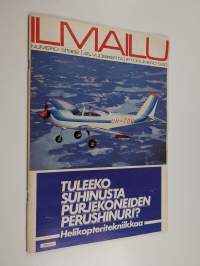 ILMAILU
TULEEKO
SUHINUSTA
PURJEKONEIDEN
PERUSHINURI?
Helikopteritekniikkaa